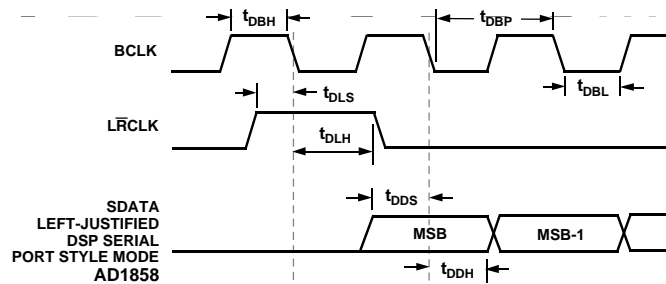 tDBH
tDBP
BCLK
tDBL
tDLS
LRCLK
tDLH
SDATA
LEFT-JUSTIFIED
DSP SERIAL
PORT STYLE MODE
AD1858
tDDS
MSB
MSB-1
tDDH